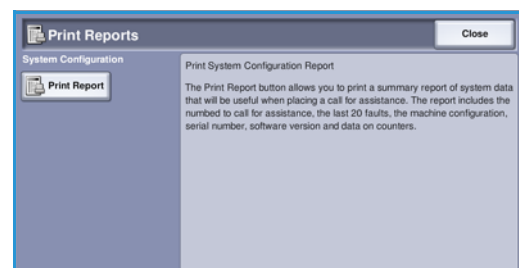 Print Reports
Close
System Configuration
Print Report
Print System Configuration Report
The Print Report button allows you to print a summary report of system data
that will be useful when placing a call for assistance. The report includes the
numbed to call for assistance, the last 20 faults, the machine configuration,
serial number, software version and data on counters.